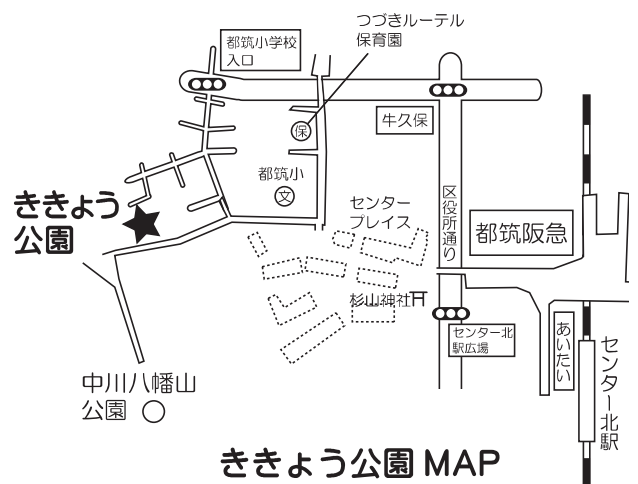 つづきルーテル
保育園
都筑小学校
入口
牛久保
保
都筑小
文
ききょう
公園
センター
プレイス
区役所通り
都筑阪急
杉山神社
センター北
駅広場
あいたい
センター北駅
中川八幡山
公園
ききょう公園 MAP